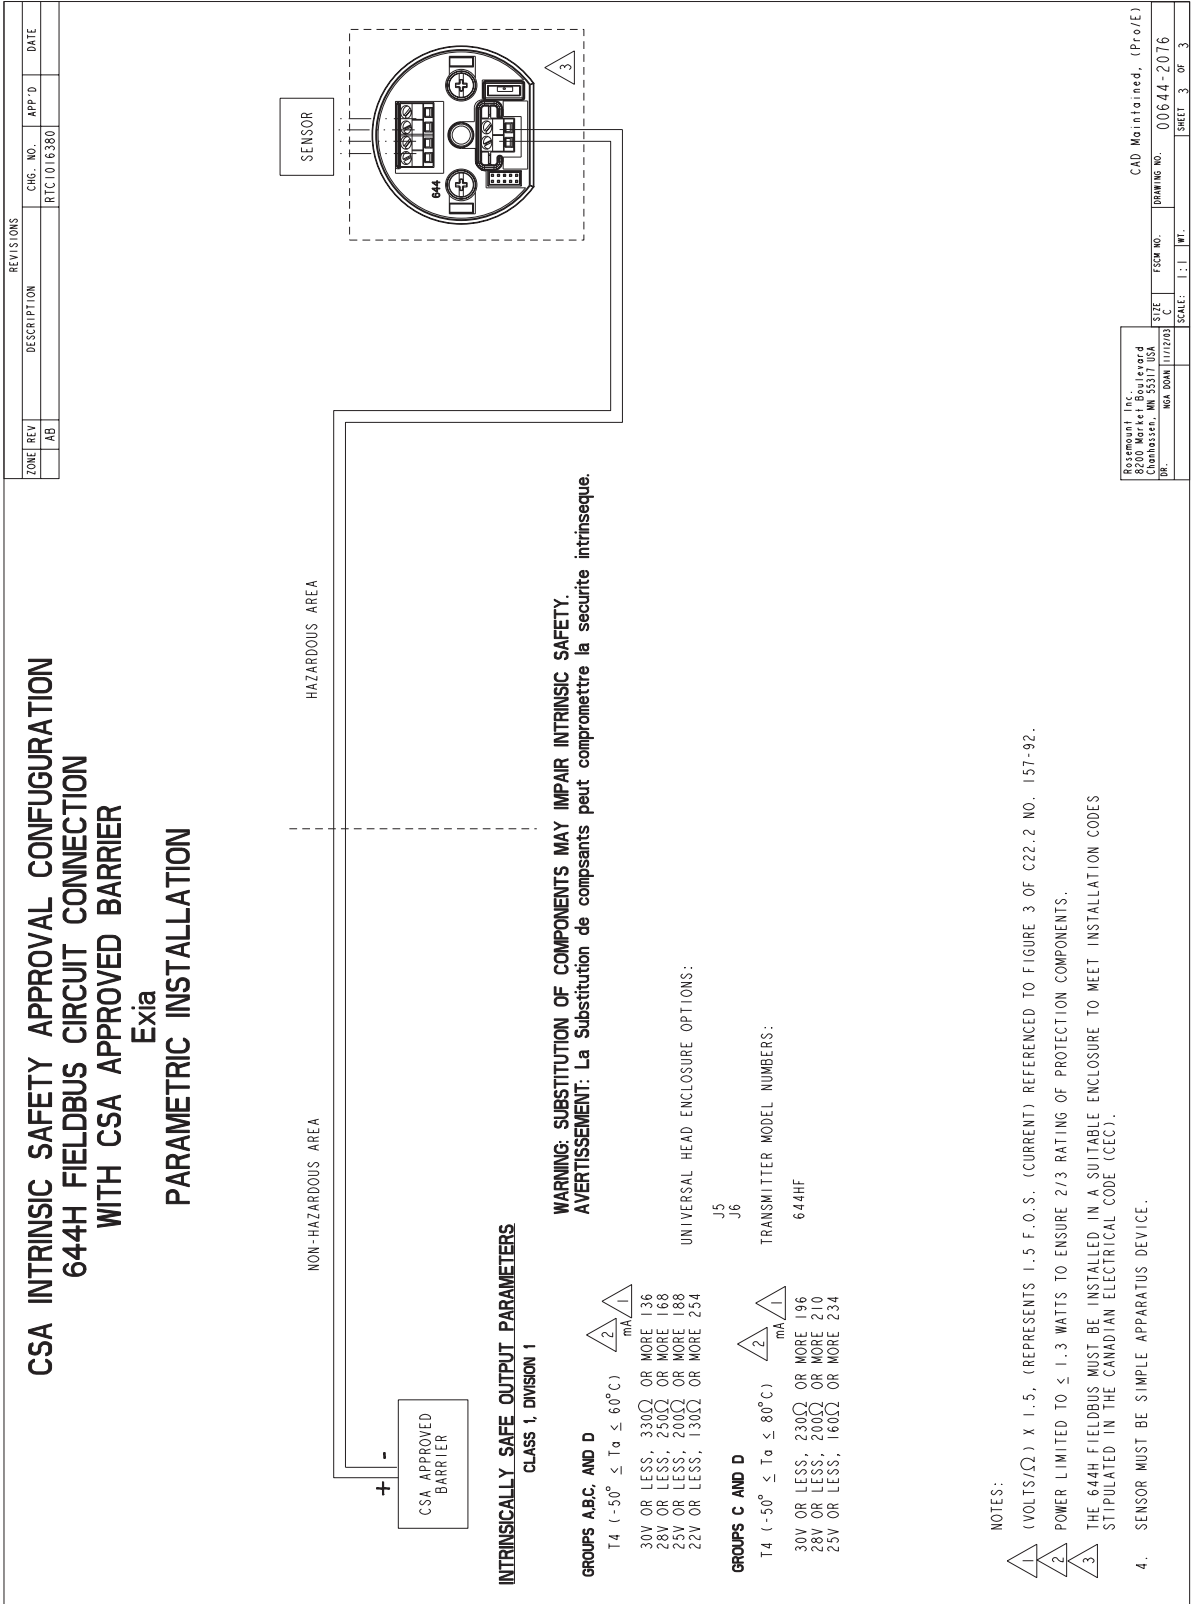 REVISIONS
ZONE REV DESCRIPTION CHG. NO. APP'D DATE
AB RTC1016380
CSA INTRINSIC SAFETY APPROVAL CONFUGURATION
644H FIELDBUS CIRCUIT CONNECTION
WITH CSA APPROVED BARRIER
Exia
PARAMETRIC INSTALLATION
NON-HAZARDOUS AREA
HAZARDOUS AREA
SENSOR
644
3
+ -
CSA APPROVED
BARRIER
INTRINSICALLY SAFE OUTPUT PARAMETERS
CLASS 1, DIVISION 1
WARNING: SUBSTITUTION OF COMPONENTS MAY IMPAIR INTRINSIC SAFETY.
AVERTISSEMENT: La Substitution de compsants peut compromettre la securite intrinseque.
GROUPS A,B,C, AND D
T4 (-50° ≤ Ta ≤ 60°C) 2 mA 1
30V OR LESS, 330Ω OR MORE 136
28V OR LESS, 250Ω OR MORE 168
25V OR LESS, 200Ω OR MORE 188
22V OR LESS, 130Ω OR MORE 254
UNIVERSAL HEAD ENCLOSURE OPTIONS:
J5
J6
GROUPS C AND D
T4 (-50° ≤ Ta ≤ 80°C) 2 mA 1
30V OR LESS, 230Ω OR MORE 196
28V OR LESS, 200Ω OR MORE 210
25V OR LESS, 160Ω OR MORE 234
TRANSMITTER MODEL NUMBERS:
644HF
NOTES:
1 (VOLTS/Ω) X 1.5, (REPRESENTS 1.5 F.O.S. (CURRENT) REFERENCED TO FIGURE 3 OF C22.2 NO. 157-92.
2 POWER LIMITED TO ≤ 1.3 WATTS TO ENSURE 2/3 RATING OF PROTECTION COMPONENTS.
3 THE 644H FIELDBUS MUST BE INSTALLED IN A SUITABLE ENCLOSURE TO MEET INSTALLATION CODES
STIPULATED IN THE CANADIAN ELECTRICAL CODE (CEC).
4. SENSOR MUST BE SIMPLE APPARATUS DEVICE.
CAD Maintained, (Pro/E)
Rosemount Inc.
8200 Market Boulevard
Chanhassen, MN 55317 USA
DR. NGA DOAN 11/12/03
SIZE C FSCM NO. DRAWING NO. 00644-2076
SCALE: 1:1 WT. SHEET 3 OF 3